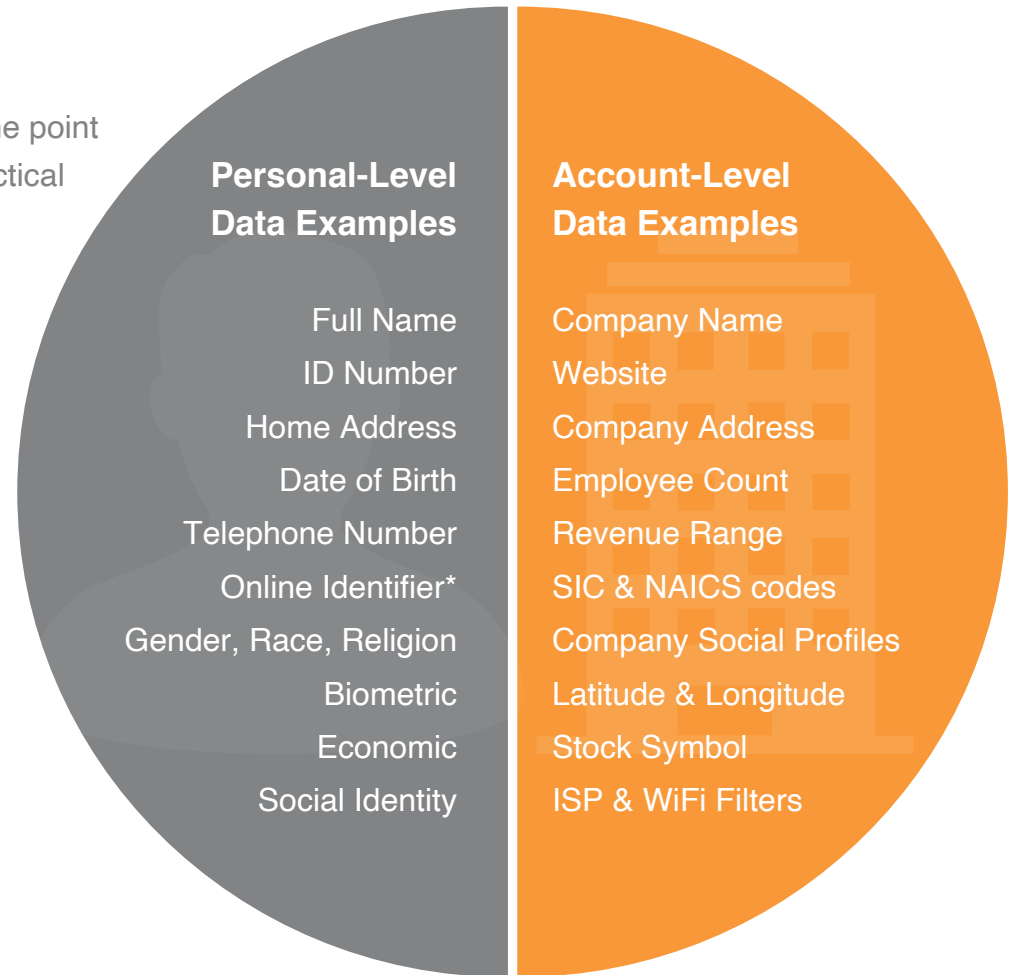 point
Personal-Level
Data Examples
Full Name
ID Number
Home Address
Date of Birth
Telephone Number
Online Identifier*
Gender, Race, Religion
Biometric
Economic
Social Identity
Account-Level
Data Examples
Company Name
Website
Company Address
Employee Count
Revenue Range
SIC & NAICS codes
Company Social Profiles
Latitude & Longitude
Stock Symbol
ISP & WiFi Filters